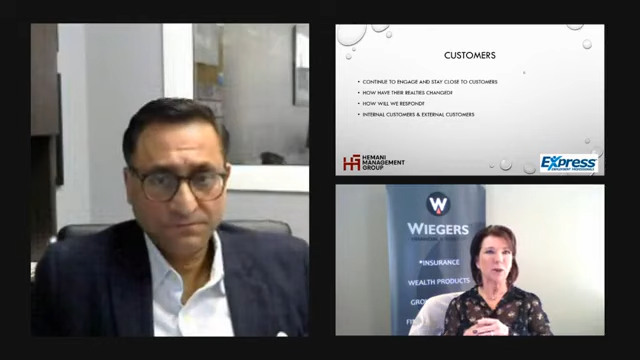 CUSTOMERS
• CONTINUE TO ENGAGE AND STAY CLOSE TO CUSTOMERS
• HOW HAVE THEIR REALTIES CHANGED?
• HOW WILL WE RESPOND?
• INTERNAL CUSTOMERS & EXTERNAL CUSTOMERS
HEMANI
MANAGEMENT
GROUP
Express
EMPLOYMENT PROFESSIONALS
W
WIEGERS
*INSURANCE
WEALTH PRODUCTS